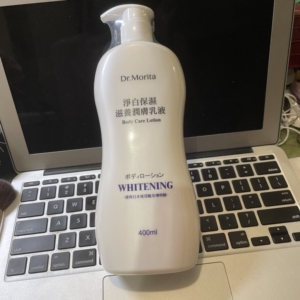 Dr.Morita
淨白保濕
滋養潤膚乳液
Body Care Lotion
ボディローション
WHITENING
400ml